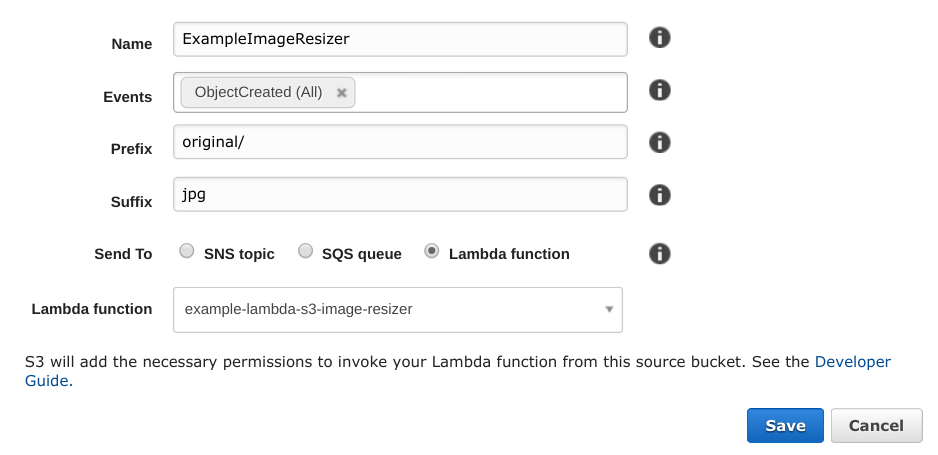 Name ExampleImageResizer
Events ObjectCreated (All)
Prefix original/
Suffix jpg
Send To SNS topic SQS queue Lambda function
Lambda function example-lambda-s3-image-resizer
S3 will add the necessary permissions to invoke your Lambda function from this source bucket. See the Developer
Guide.
Save Cancel